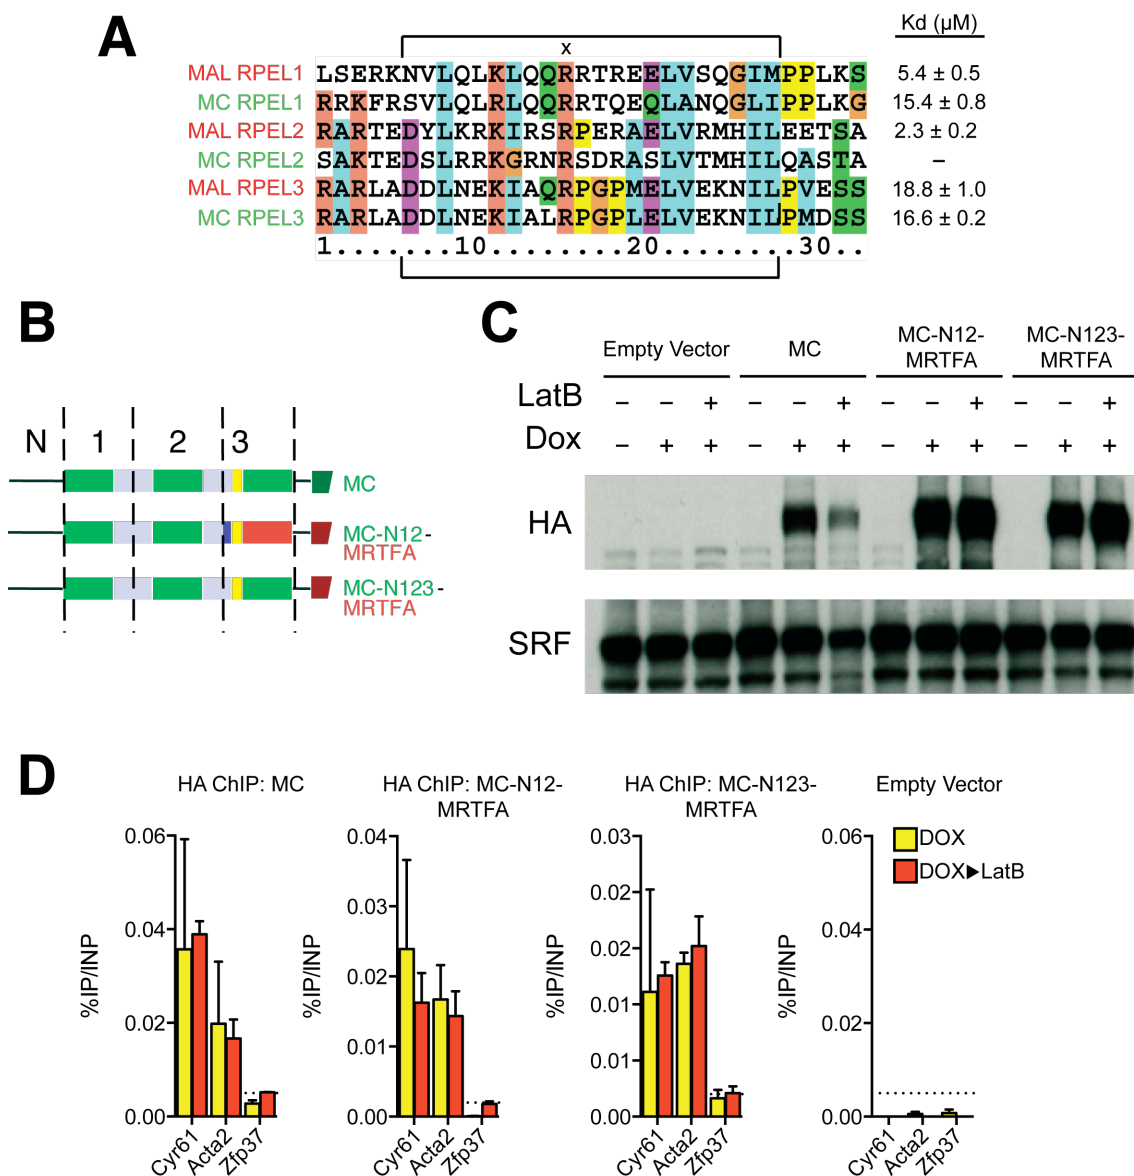 A
Kd (µM)
x
MAL RPEL1 LSERKNVLQLKLQQRRTREELVSQGIMPPLKS 5.4 ± 0.5
MC RPEL1 RRKFRSVLQLRLQQRRTQEQLANQGLIPPLKG 15.4 ± 0.8
MAL RPEL2 RARTEDYLKRKIRSRPERAELVRMHILEETSA 2.3 ± 0.2
MC RPEL2 SAKTEDSLRRKGRNRSDRASLVTMHILQASTA –
MAL RPEL3 RARLADDLNEKIAQRPGPMELVEKNILPVESS 18.8 ± 1.0
MC RPEL3 RARLADDLNEKIALRPGPLELVEKNILPMDSS 16.6 ± 0.2
1.......10........20........30..
B
N 1 2 3
MC
MC-N12-
MRTFA
MC-N123-
MRTFA
C
Empty Vector MC MC-N12-
MRTFA MC-N123-
MRTFA
LatB – – + – – + – – + – – +
Dox – + + – + + – + + – + +
HA
SRF
D
HA ChIP: MC
%IP/INP
0.06
0.04
0.02
0.00
Cyr61 Acta2 Zfp37
HA ChIP: MC-N12-
MRTFA
%IP/INP
0.04
0.03
0.02
0.01
0.00
Cyr61 Acta2 Zfp37
HA ChIP: MC-N123-
MRTFA
%IP/INP
0.03
0.02
0.02
0.01
0.01
0.00
Cyr61 Acta2 Zfp37
Empty Vector
%IP/INP
0.06
0.04
0.02
0.00
Cyr61 Acta2 Zfp37
DOX
DOX▶LatB